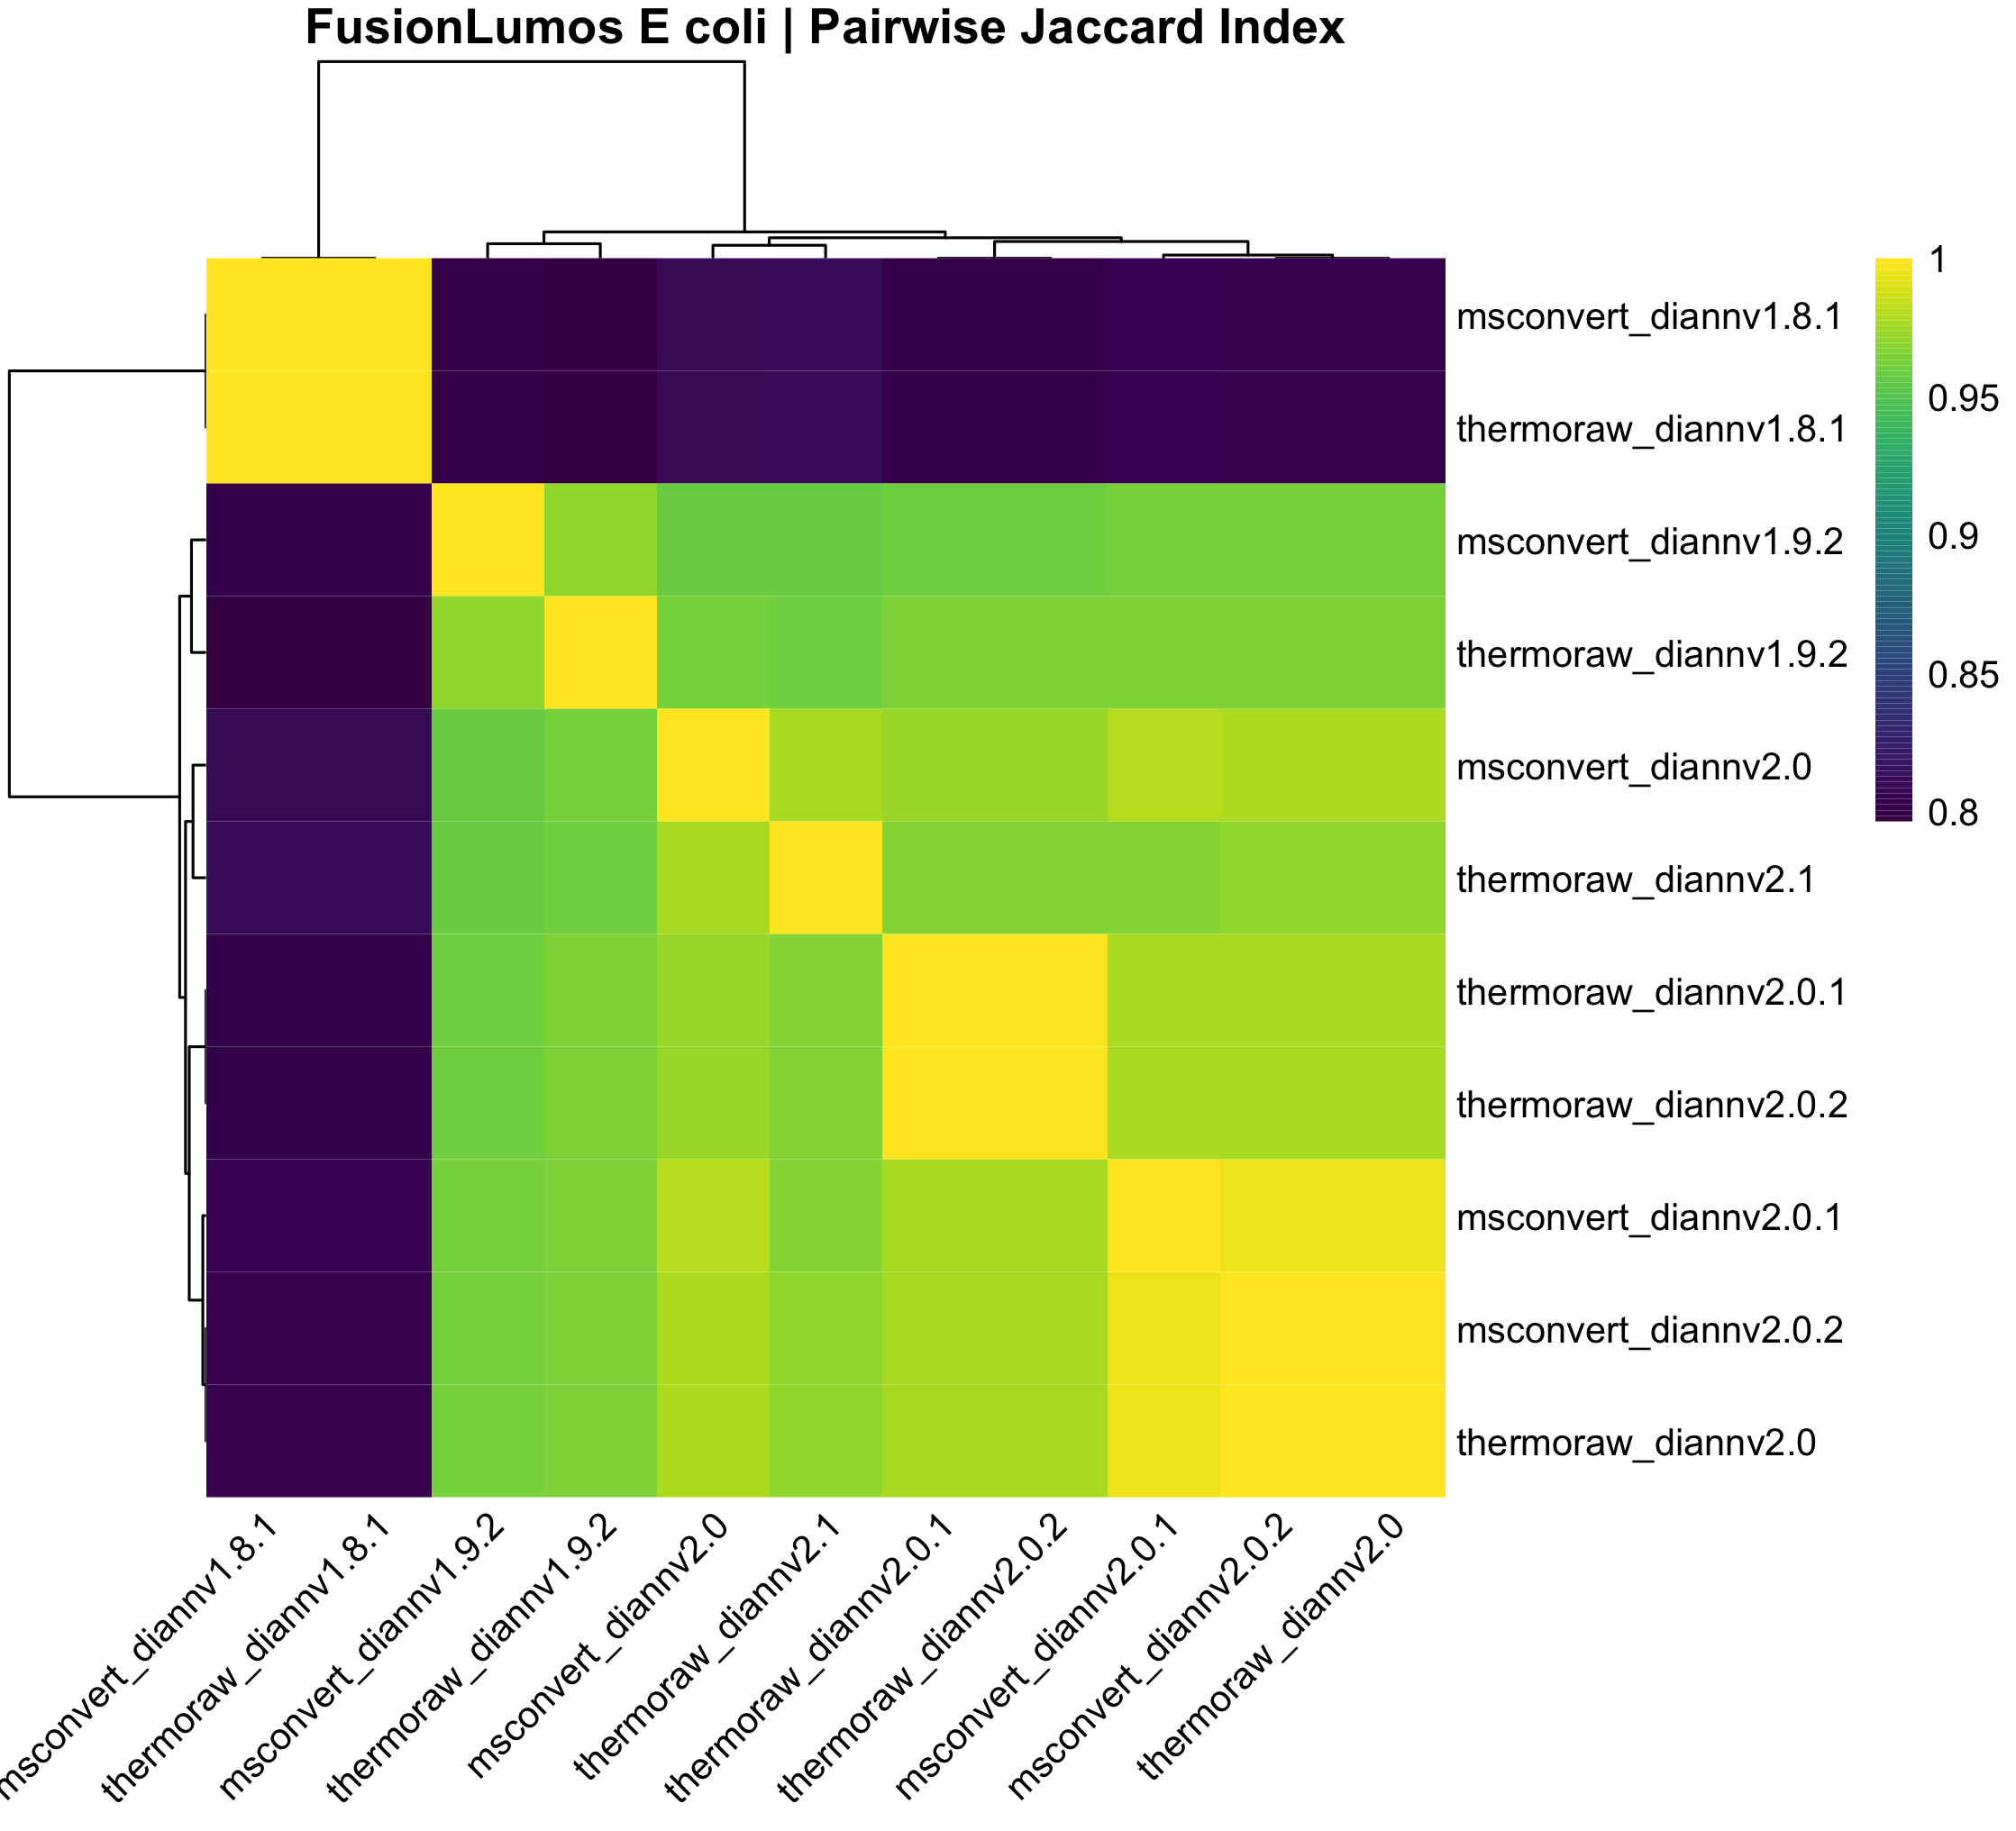 FusionLumos E coli | Pairwise Jaccard Index
1
0.95
0.9
0.85
0.8
msconvert_diannv1.8.1
thermoraw_diannv1.8.1
msconvert_diannv1.9.2
thermoraw_diannv1.9.2
msconvert_diannv2.0
thermoraw_diannv2.1
thermoraw_diannv2.0.1
thermoraw_diannv2.0.2
msconvert_diannv2.0.1
msconvert_diannv2.0.2
thermoraw_diannv2.0
msconvert_diannv1.8.1
thermoraw_diannv1.8.1
msconvert_diannv1.9.2
thermoraw_diannv1.9.2
msconvert_diannv2.0
thermoraw_diannv2.1
thermoraw_diannv2.0.1
thermoraw_diannv2.0.2
msconvert_diannv2.0.1
msconvert_diannv2.0.2
thermoraw_diannv2.0